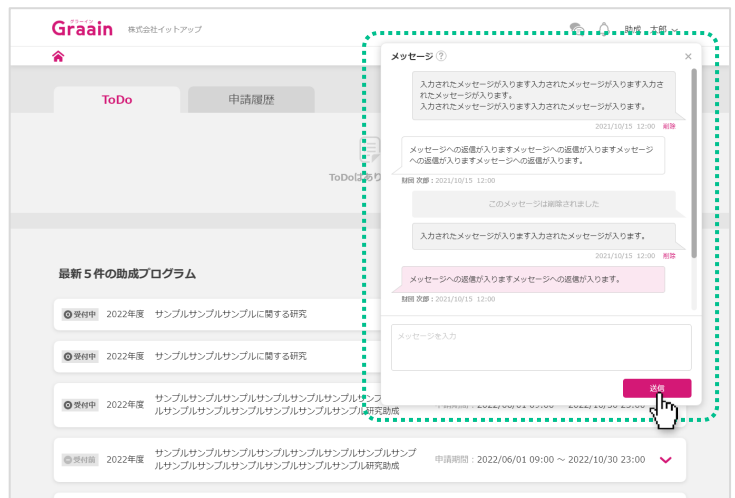 グラーイン
Graain 株式会社イットアップ
助成 太郎
ToDo
申請履歴
ToDoはあり
メッセージ ?
×
入力されたメッセージが入ります入力されたメッセージが入ります入力さ
れたメッセージが入ります。
入力されたメッセージが入ります入力されたメッセージが入ります。
2021/10/15 12:00 削除
メッセージへの返信が入りますメッセージへの返信が入りますメッセージ
への返信が入りますメッセージへの返信が入ります。
財団 次郎：2021/10/15 12:00
このメッセージは削除されました
入力されたメッセージが入ります入力されたメッセージが入ります。
2021/10/15 12:00 削除
メッセージへの返信が入りますメッセージへの返信が入ります。
財団 次郎：2021/10/15 12:00
メッセージを入力
送信
最新５件の助成プログラム
受付中 2022年度 サンプルサンプルサンプルに関する研究
受付中 2022年度 サンプルサンプルサンプルに関する研究
受付中 2022年度 サンプルサンプルサンプルサンプルサンプルサンプルサンプ
ルサンプルサンプルサンプルサンプルサンプルサンプル研究助成
申請期間：2022/06/01 09:00 ～ 2022/10/30 23:00
受付前 2022年度 サンプルサンプルサンプルサンプルサンプルサンプルサンプルサンプ
ルサンプルサンプルサンプルサンプルサンプルサンプルサンプル研究助成
申請期間：2022/06/01 09:00 ～ 2022/10/30 23:00